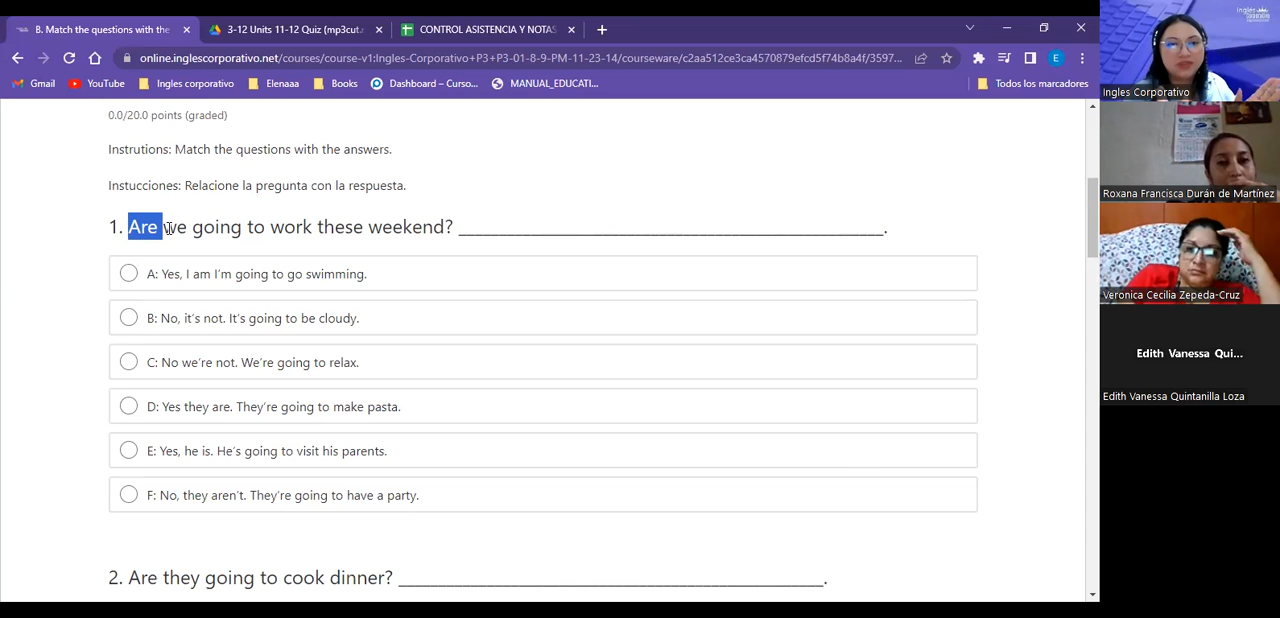 B. Match the questions with the
3-12 Units 11-12 Quiz (mp3cut.
CONTROL ASISTENCIA Y NOTAS
online.inglescorporativo.net/courses/course-v1:Ingles-Corporativo+P3+P3-01-8-9-PM-11-23-14/courseware/c2aa512ce3ca4570879efcd5f74b8a4f/3597...
E
Gmail
YouTube
Ingles corporativo
Elenaaa
Books
Dashboard – Curso...
MANUAL_EDUCATI...
Todos los marcadores
0.0/20.0 points (graded)
Instrutions: Match the questions with the answers.
Instucciones: Relacione la pregunta con la respuesta.
1. Are we going to work these weekend? ________________________________________.
A: Yes, I am I'm going to go swimming.
B: No, it's not. It's going to be cloudy.
C: No we're not. We're going to relax.
D: Yes they are. They're going to make pasta.
E: Yes, he is. He's going to visit his parents.
F: No, they aren't. They're going to have a party.
2. Are they going to cook dinner? ________________________________________.
Ingles Corporativo
Roxana Francisca Durán de Martínez
Veronica Cecilia Zepeda-Cruz
Edith Vanessa Qui...
Edith Vanessa Quintanilla Loza